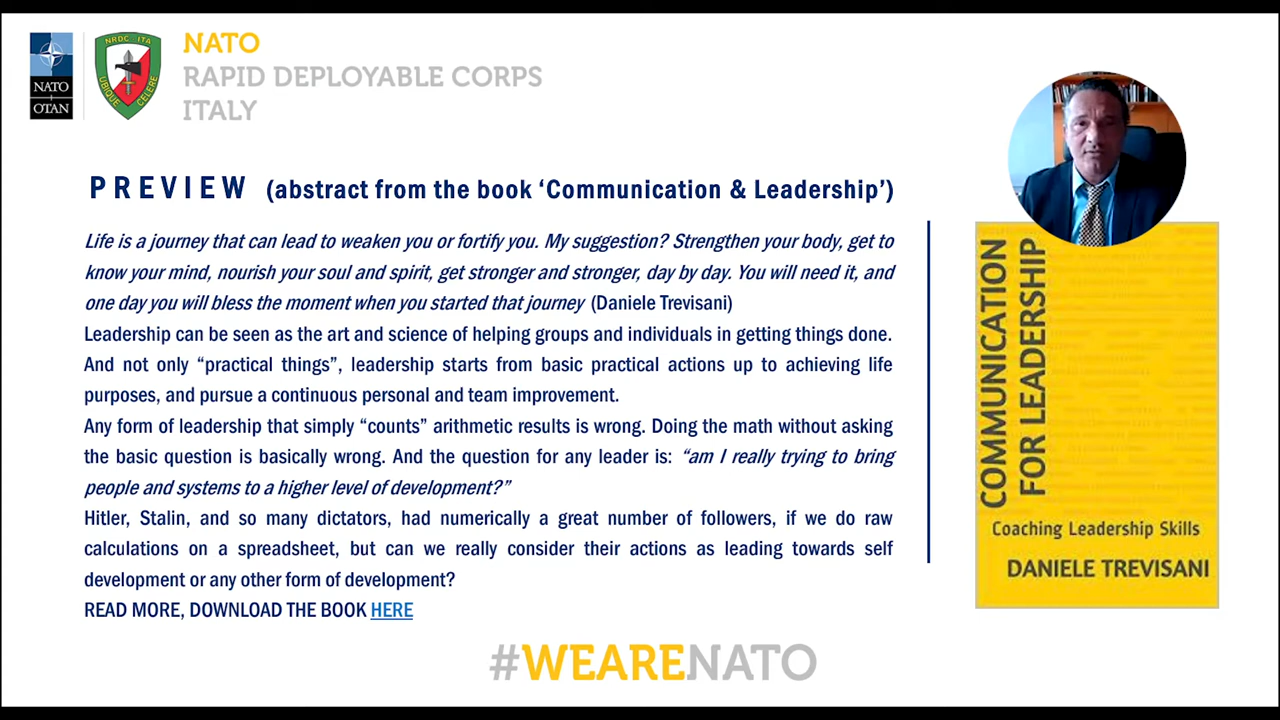 NATO
OTAN
NRDC - ITA
UBIQUE CELERE
NATO
RAPID DEPLOYABLE CORPS
ITALY
PREVIEW (abstract from the book ‘Communication & Leadership’)
Life is a journey that can lead to weaken you or fortify you. My suggestion? Strengthen your body, get to
know your mind, nourish your soul and spirit, get stronger and stronger, day by day. You will need it, and
one day you will bless the moment when you started that journey (Daniele Trevisani)
Leadership can be seen as the art and science of helping groups and individuals in getting things done.
And not only “practical things”, leadership starts from basic practical actions up to achieving life
purposes, and pursue a continuous personal and team improvement.
Any form of leadership that simply “counts” arithmetic results is wrong. Doing the math without asking
the basic question is basically wrong. And the question for any leader is: “am I really trying to bring
people and systems to a higher level of development?”
Hitler, Stalin, and so many dictators, had numerically a great number of followers, if we do raw
calculations on a spreadsheet, but can we really consider their actions as leading towards self
development or any other form of development?
READ MORE, DOWNLOAD THE BOOK HERE
COMMUNICATION
FOR LEADERSHIP
Coaching Leadership Skills
DANIELE TREVISANI
#WEARENATO